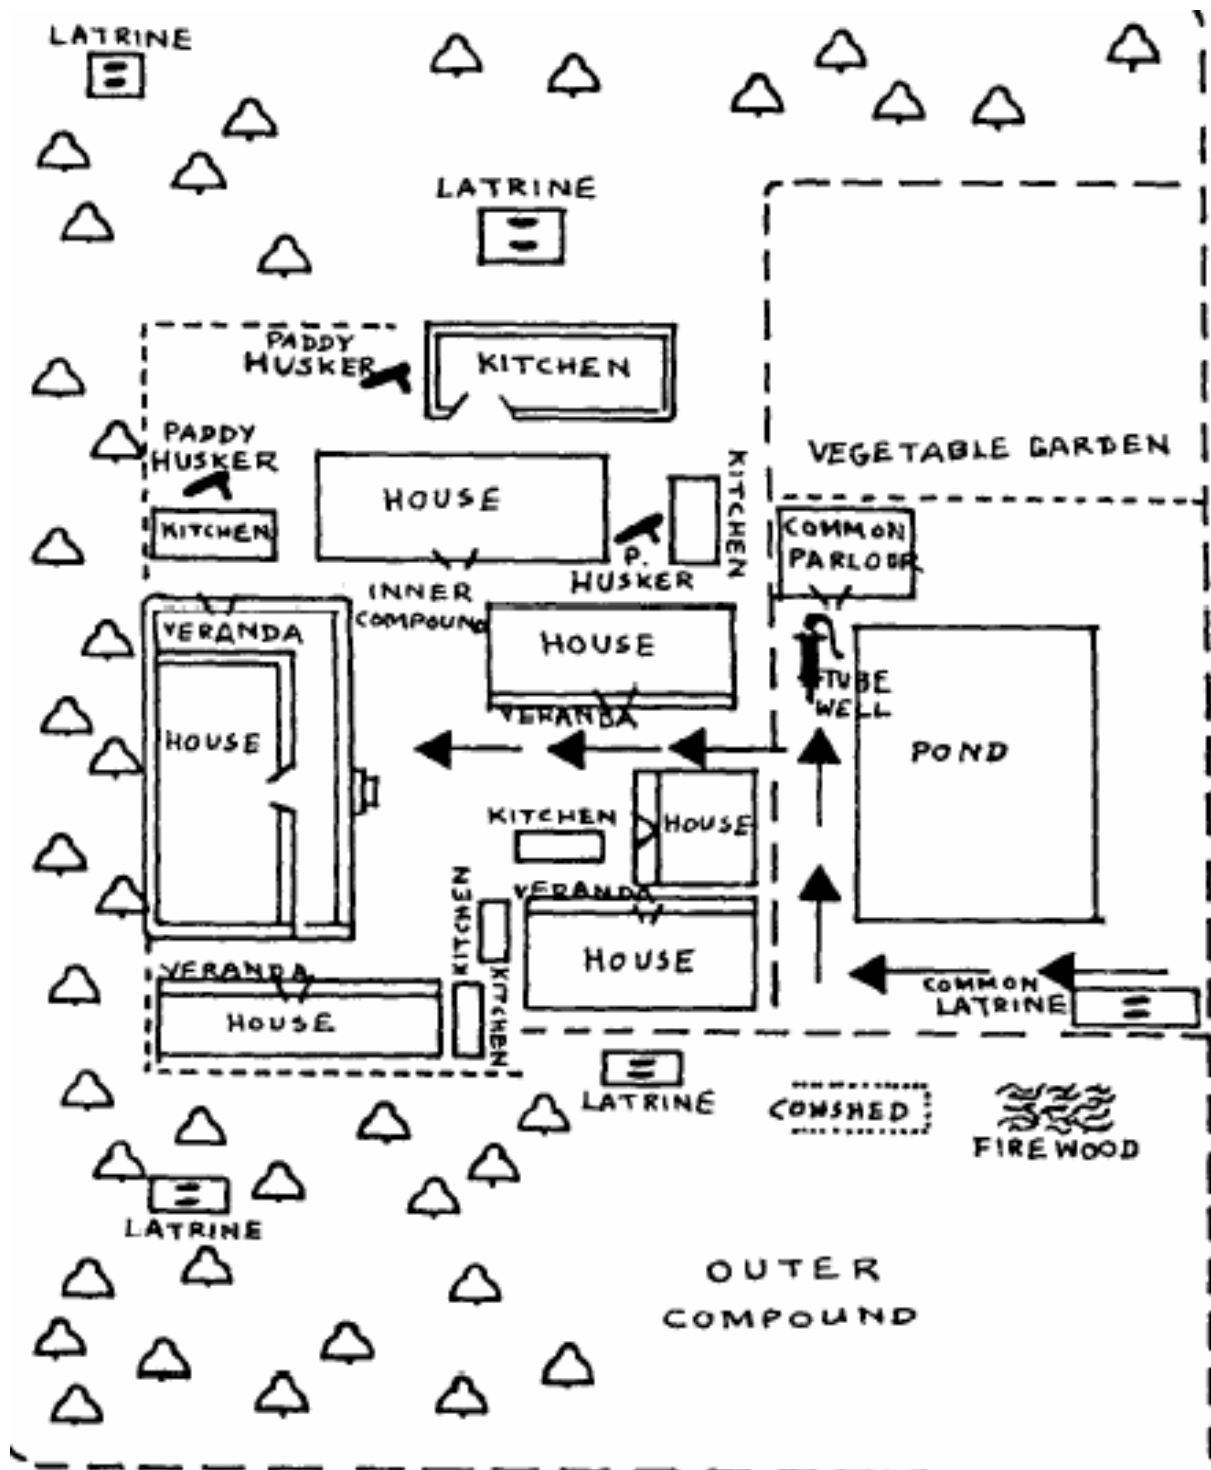 LATRINE
LATRINE
PADDY
HUSKER
KITCHEN
PADDY
HUSKER
KITCHEN
HOUSE
KITCHEN
VEGETABLE GARDEN
COMMON
PARLOUR
P.
HUSKER
INNER
COMPOUND
VERANDA
HOUSE
VERANDA
TUBE
WELL
HOUSE
POND
KITCHEN
HOUSE
KITCHEN
VERANDA
HOUSE
VERANDA
HOUSE
KITCHEN
COMMON
LATRINE
LATRINE
COWSHED
FIREWOOD
LATRINE
OUTER
COMPOUND